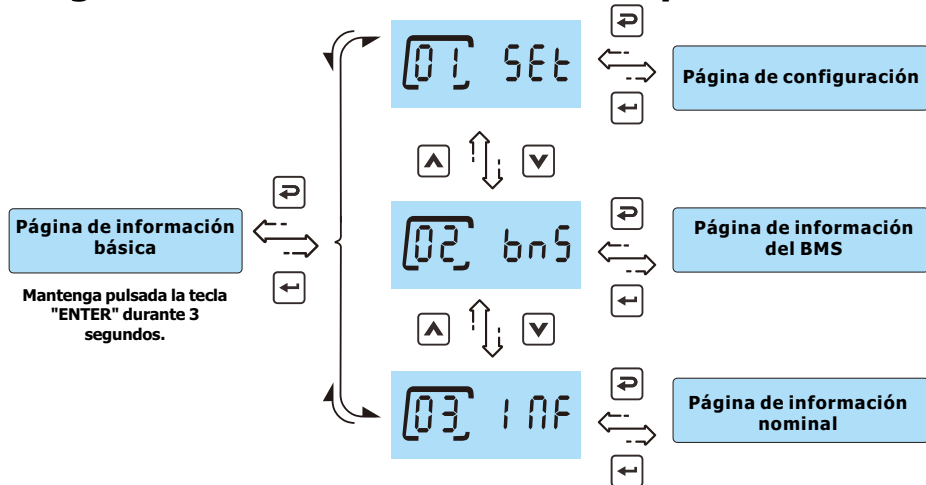 01 SEt
Página de configuración
Página de información
básica
02 bnS
Página de información
del BMS
Mantenga pulsada la tecla
"ENTER" durante 3
segundos.
03 INF
Página de información
nominal